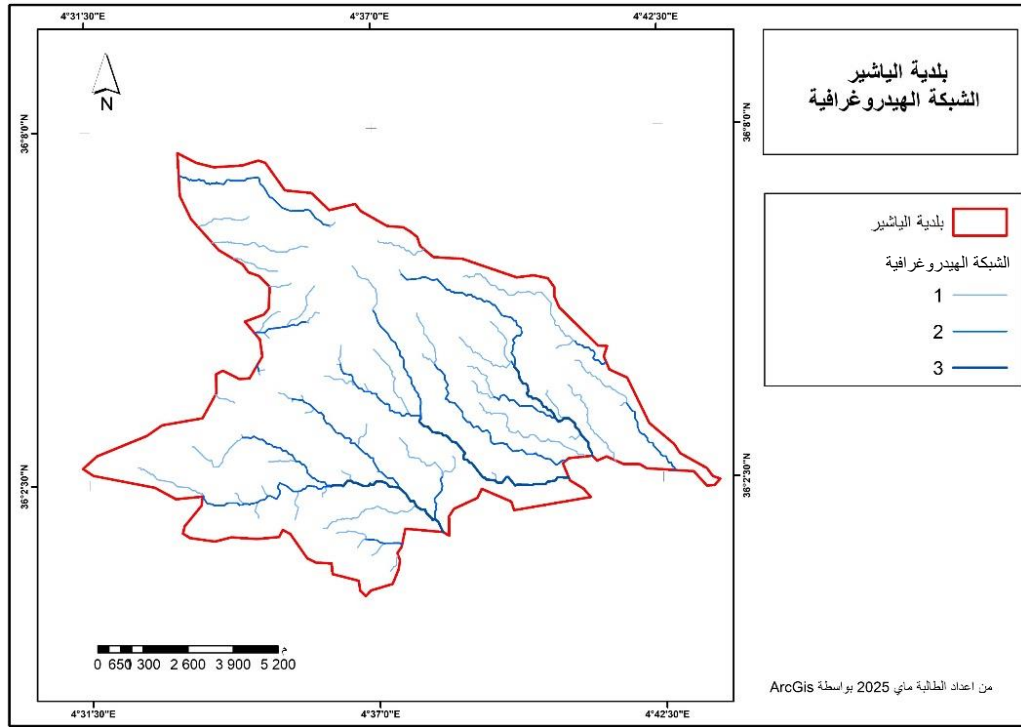 4°31'30"E 4°37'0"E 4°42'30"E
بلدية الياشير
الشبكة الهيدروغرافية
N
36°8'0"N 36°8'0"N
بلدية الياشير
الشبكة الهيدروغرافية
1
2
3
36°2'30"N 36°2'30"N
م
0 650 1 300 2 600 3 900 5 200
من اعداد الطالبة ماي 2025 بواسطة ArcGis
4°31'30"E 4°37'0"E 4°42'30"E